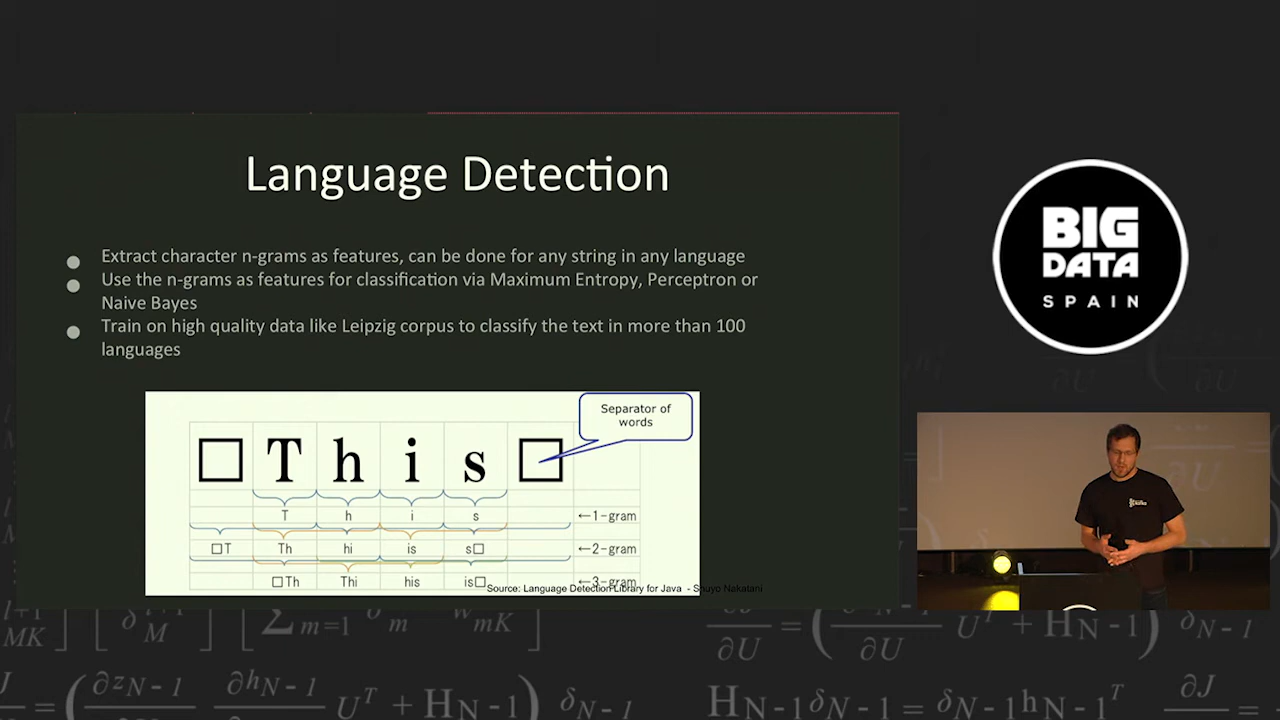 Language Detection
Extract character n-grams as features, can be done for any string in any language
Use the n-grams as features for classification via Maximum Entropy, Perceptron or
Naive Bayes
Train on high quality data like Leipzig corpus to classify the text in more than 100
languages
Separator of
words
□ T h i s □
T h i s ←1-gram
□T Th hi is s□ ←2-gram
□Th Thi his is□ ←3-gram
Source: Language Detection Library for Java - Shuyo Nakatani
BIG
DATA
SPAIN